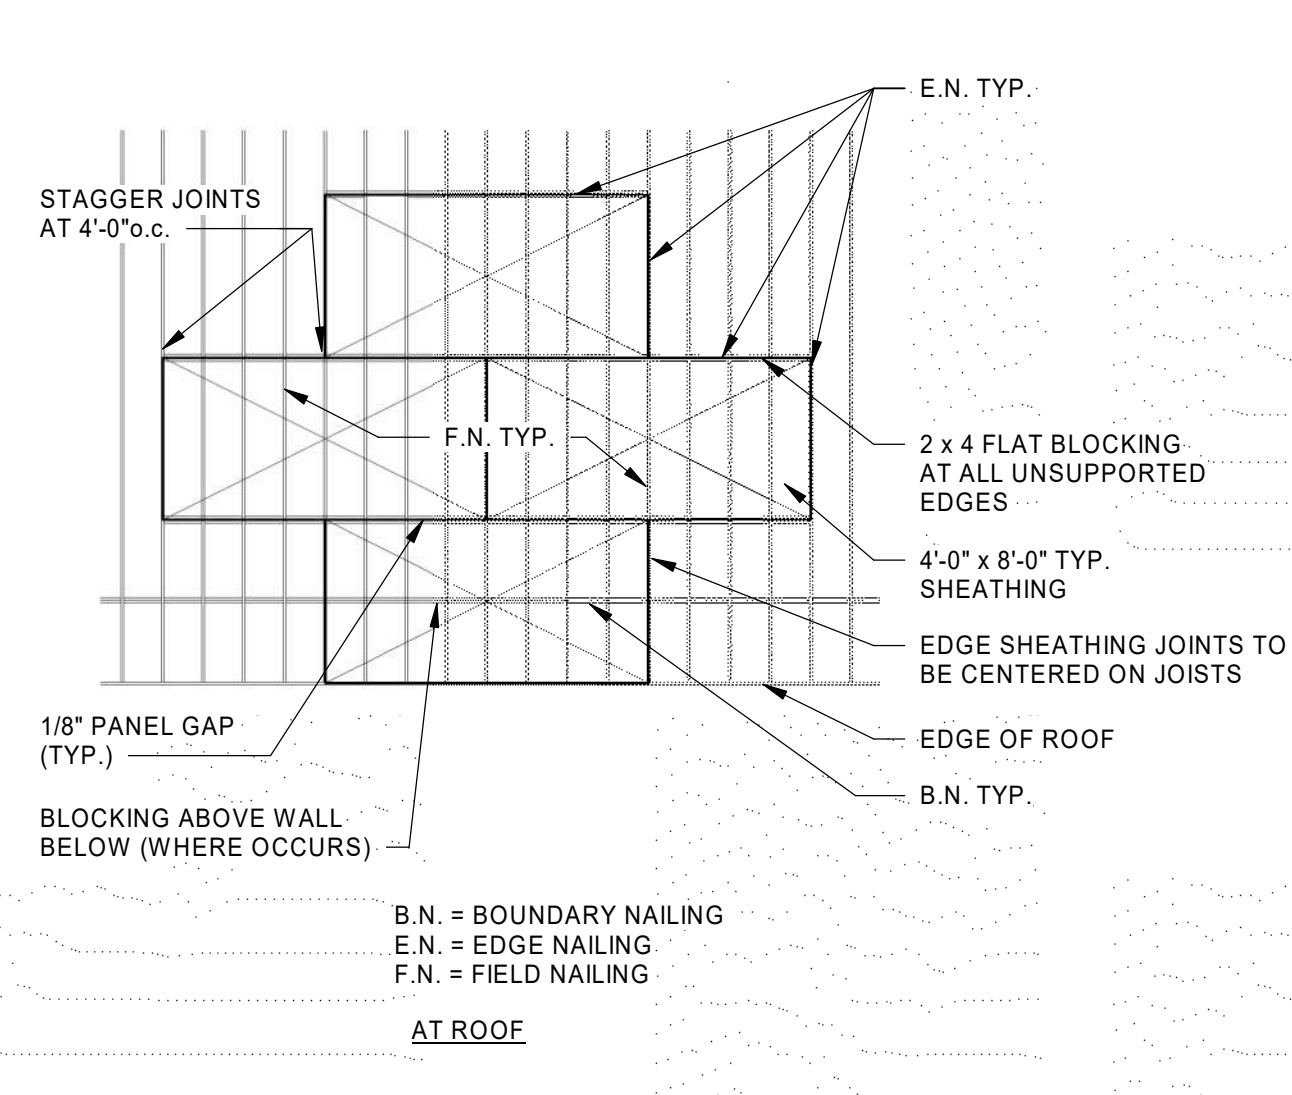 E.N. TYP.
STAGGER JOINTS
AT 4'-0"o.c.
F.N. TYP.
2 x 4 FLAT BLOCKING
AT ALL UNSUPPORTED
EDGES
4'-0" x 8'-0" TYP.
SHEATHING
EDGE SHEATHING JOINTS TO
BE CENTERED ON JOISTS
1/8" PANEL GAP
(TYP.)
EDGE OF ROOF
B.N. TYP.
BLOCKING ABOVE WALL
BELOW (WHERE OCCURS)
B.N. = BOUNDARY NAILING
E.N. = EDGE NAILING
F.N. = FIELD NAILING
AT ROOF